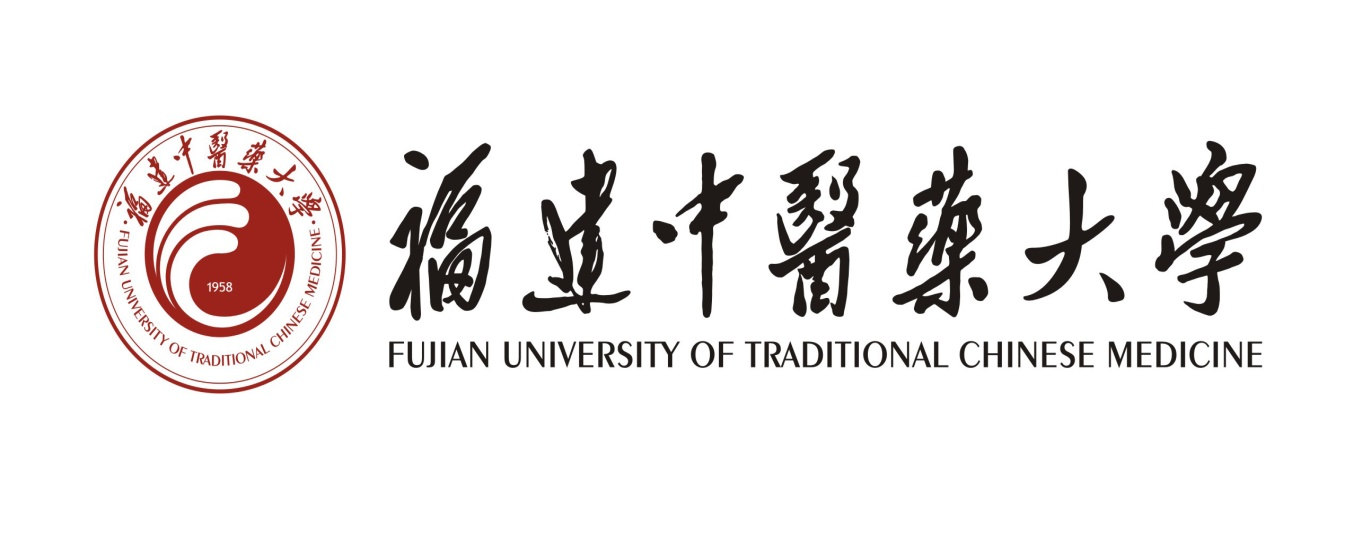 福建中醫藥大學
FUJIAN UNIVERSITY OF TRADITIONAL CHINESE MEDICINE
1958
福建中醫藥大學
FUJIAN UNIVERSITY OF TRADITIONAL CHINESE MEDICINE